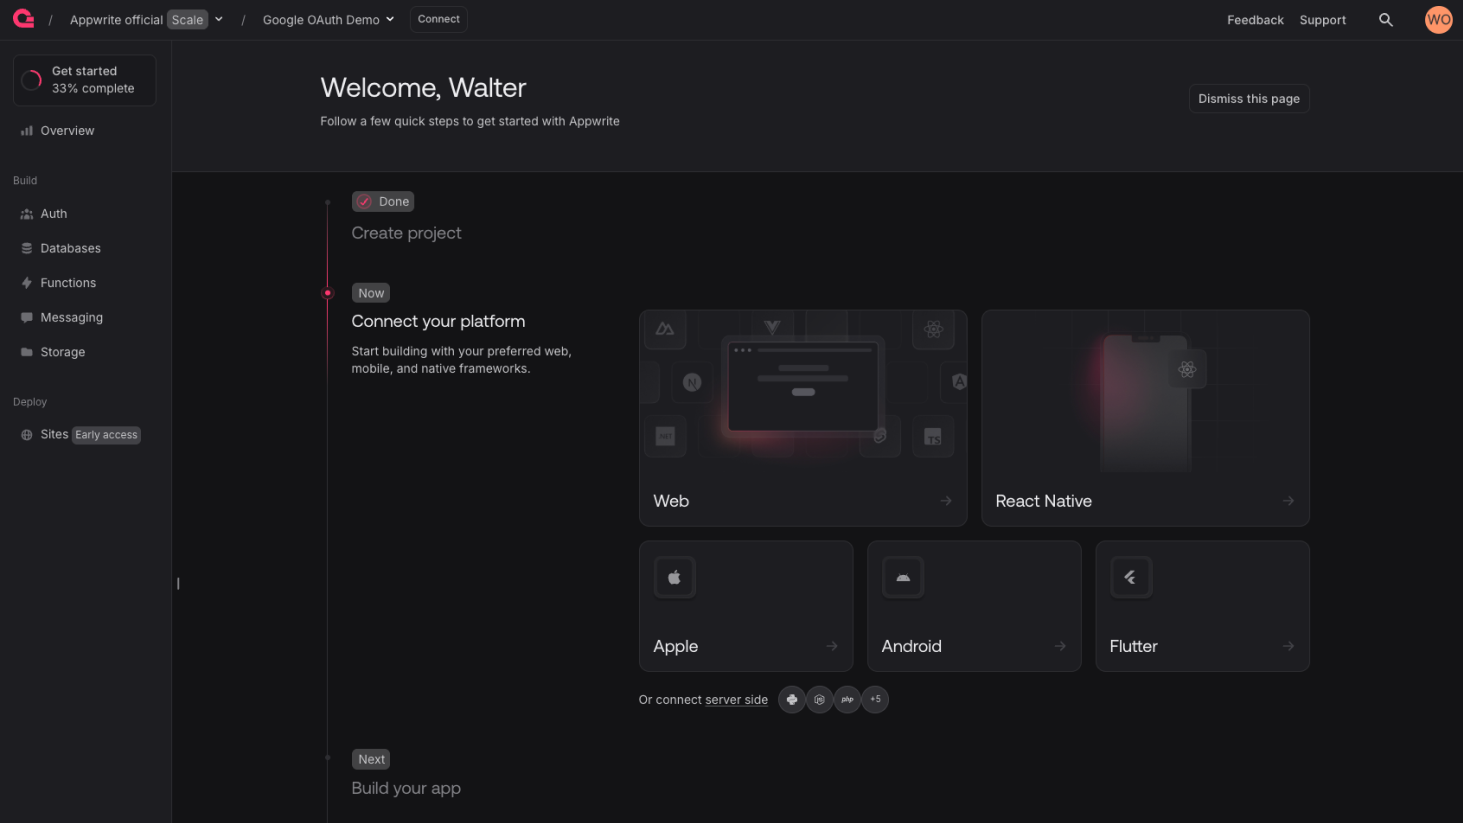 / Appwrite official Scale / Google OAuth Demo Connect Feedback Support WO
Get started
33% complete
Overview
Build
Auth
Databases
Functions
Messaging
Storage
Deploy
Sites Early access
Welcome, Walter
Follow a few quick steps to get started with Appwrite
Dismiss this page
Done
Create project
Now
Connect your platform
Start building with your preferred web,
mobile, and native frameworks.
N
A
.NET
TS
Web
React Native
Apple
Android
Flutter
Or connect server side
php
+5
Next
Build your app